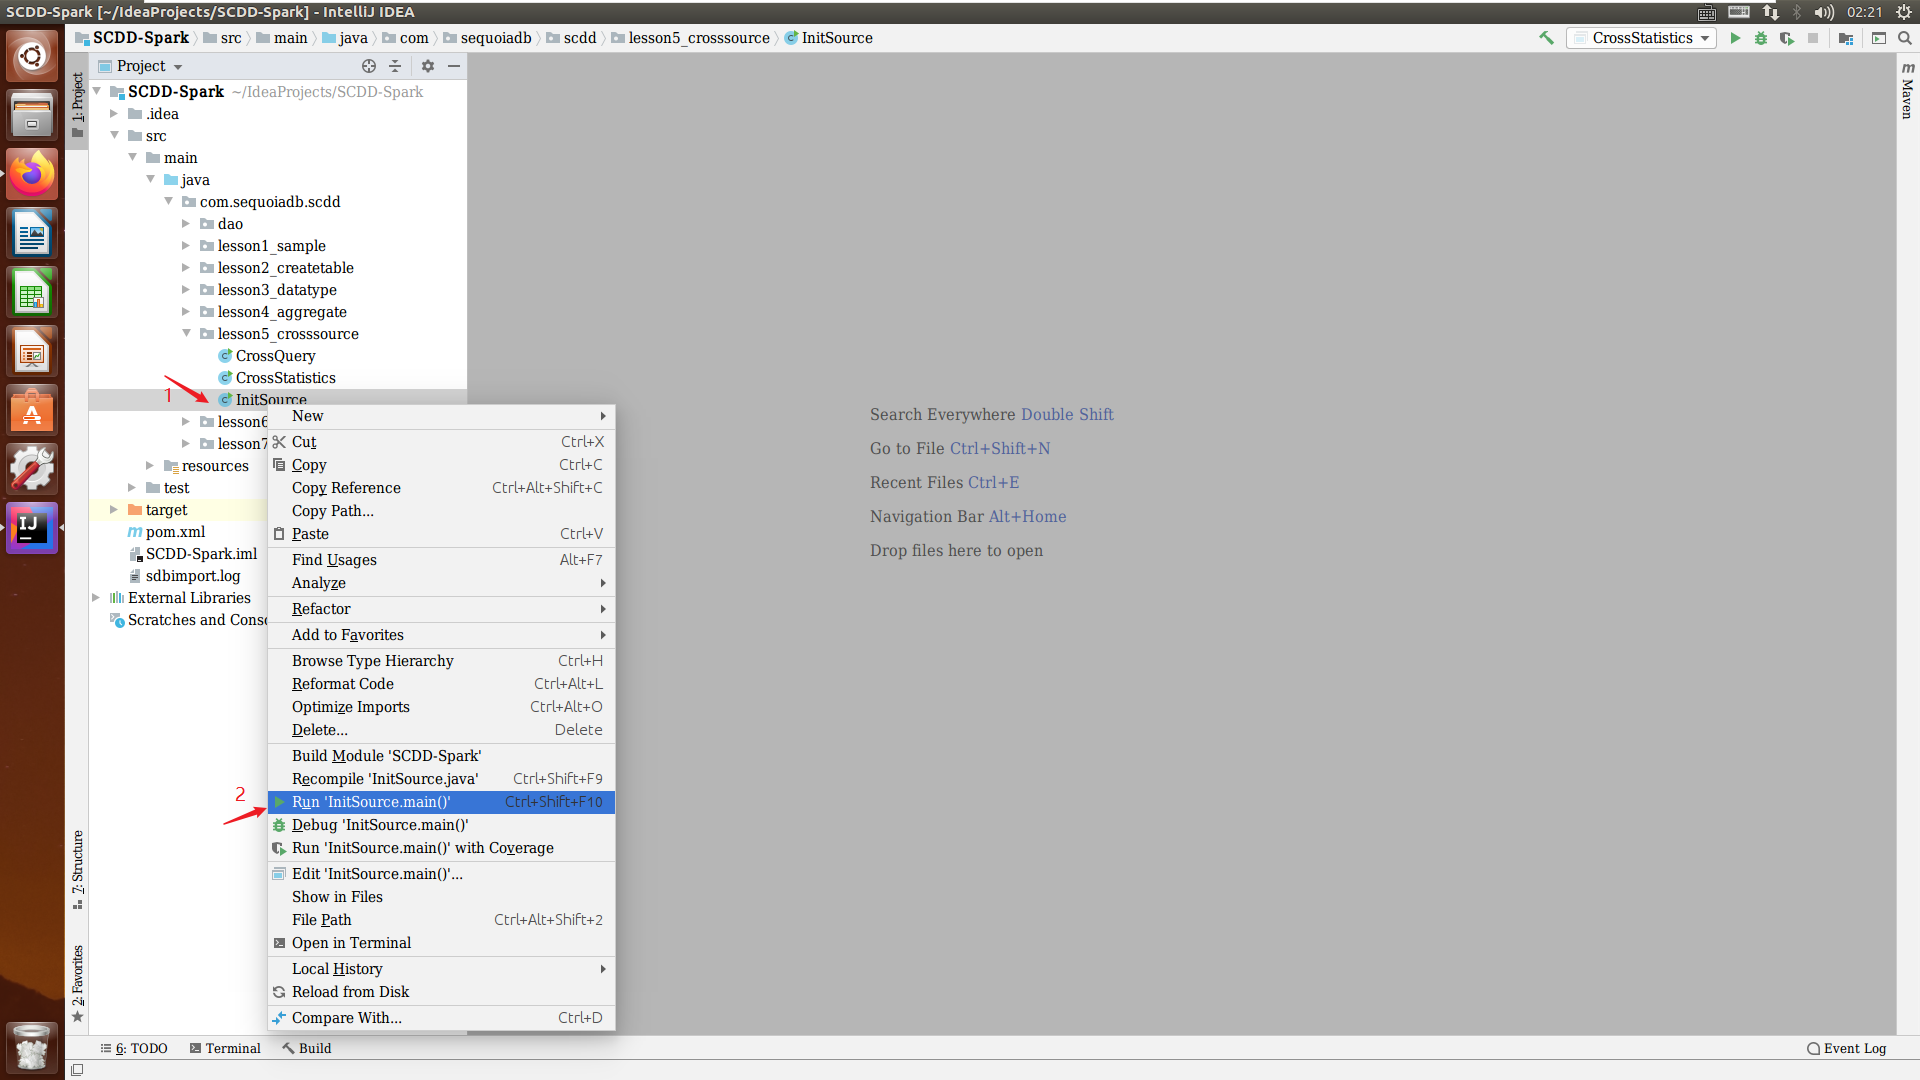 SCDD-Spark [~/IdeaProjects/SCDD-Spark] - IntelliJ IDEA
02:21
SCDD-Spark src main java com sequoiadb scdd lesson5_crosssource InitSource
CrossStatistics
1: Project
Project
SCDD-Spark ~/IdeaProjects/SCDD-Spark
.idea
src
main
java
com.sequoiadb.scdd
dao
lesson1_sample
lesson2_createtable
lesson3_datatype
lesson4_aggregate
lesson5_crosssource
CrossQuery
CrossStatistics
1
InitSource
lesson6
lesson7
resources
test
target
pom.xml
SCDD-Spark.iml
sdbimport.log
External Libraries
Scratches and Conso
New
Cut Ctrl+X
Copy Ctrl+C
Copy Reference Ctrl+Alt+Shift+C
Copy Path...
Paste Ctrl+V
Find Usages Alt+F7
Analyze
Refactor
Add to Favorites
Browse Type Hierarchy Ctrl+H
Reformat Code Ctrl+Alt+L
Optimize Imports Ctrl+Alt+O
Delete... Delete
Build Module 'SCDD-Spark'
Recompile 'InitSource.java' Ctrl+Shift+F9
2
Run 'InitSource.main()' Ctrl+Shift+F10
Debug 'InitSource.main()'
Run 'InitSource.main()' with Coverage
Edit 'InitSource.main()'...
Show in Files
File Path Ctrl+Alt+Shift+2
Open in Terminal
Local History
Reload from Disk
Compare With... Ctrl+D
Search Everywhere Double Shift
Go to File Ctrl+Shift+N
Recent Files Ctrl+E
Navigation Bar Alt+Home
Drop files here to open
m
Maven
7: Structure
2: Favorites
IJ
6: TODO Terminal Build Event Log